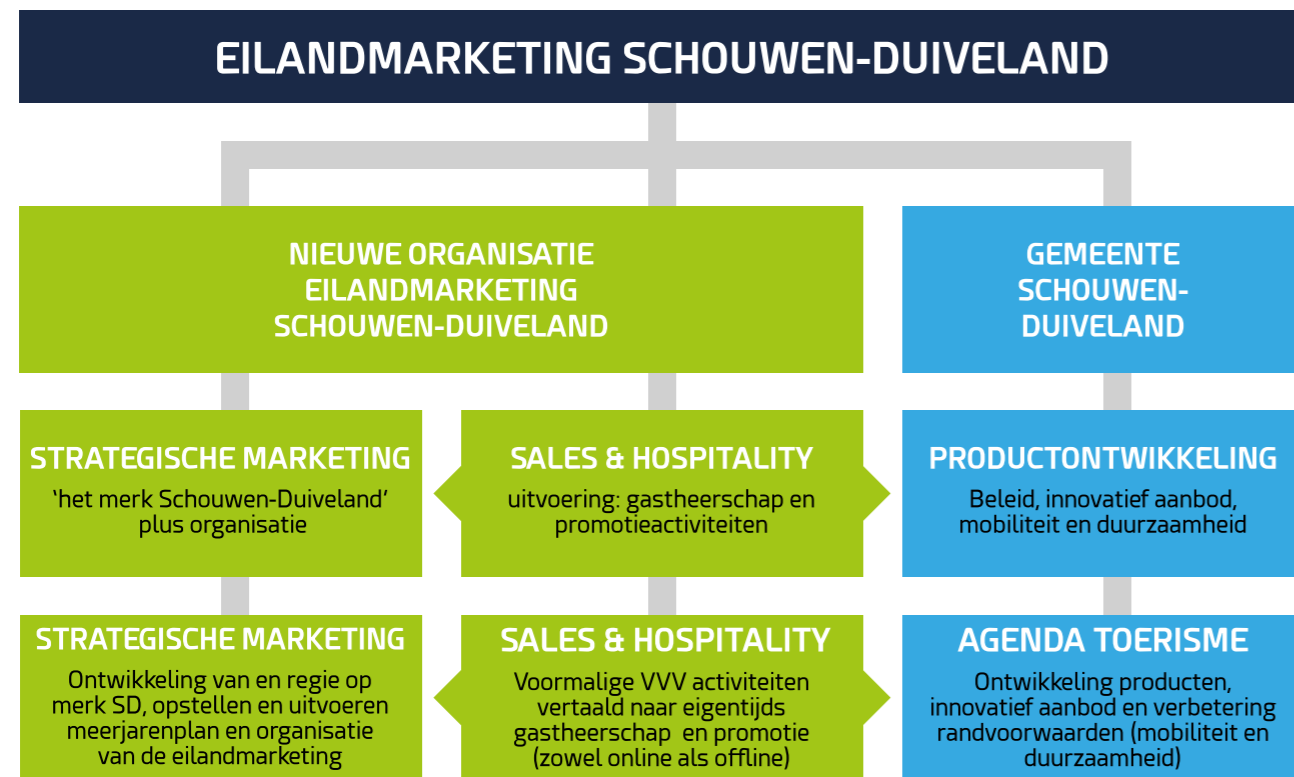 EILANDMARKETING SCHOUWEN-DUIVELAND
NIEUWE ORGANISATIE
EILANDMARKETING
SCHOUWEN-DUIVELAND
GEMEENTE
SCHOUWEN-
DUIVELAND
STRATEGISCHE MARKETING
‘het merk Schouwen-Duiveland’
plus organisatie
SALES & HOSPITALITY
uitvoering: gastheerschap en
promotieactiviteiten
PRODUCTONTWIKKELING
Beleid, innovatief aanbod,
mobiliteit en duurzaamheid
STRATEGISCHE MARKETING
Ontwikkeling van en regie op
merk SD, opstellen en uitvoeren
meerjarenplan en organisatie
van de eilandmarketing
SALES & HOSPITALITY
Voormalige VVV activiteiten
vertaald naar eigentijds
gastheerschap en promotie
(zowel online als offline)
AGENDA TOERISME
Ontwikkeling producten,
innovatief aanbod en verbetering
randvoorwaarden (mobiliteit en
duurzaamheid)